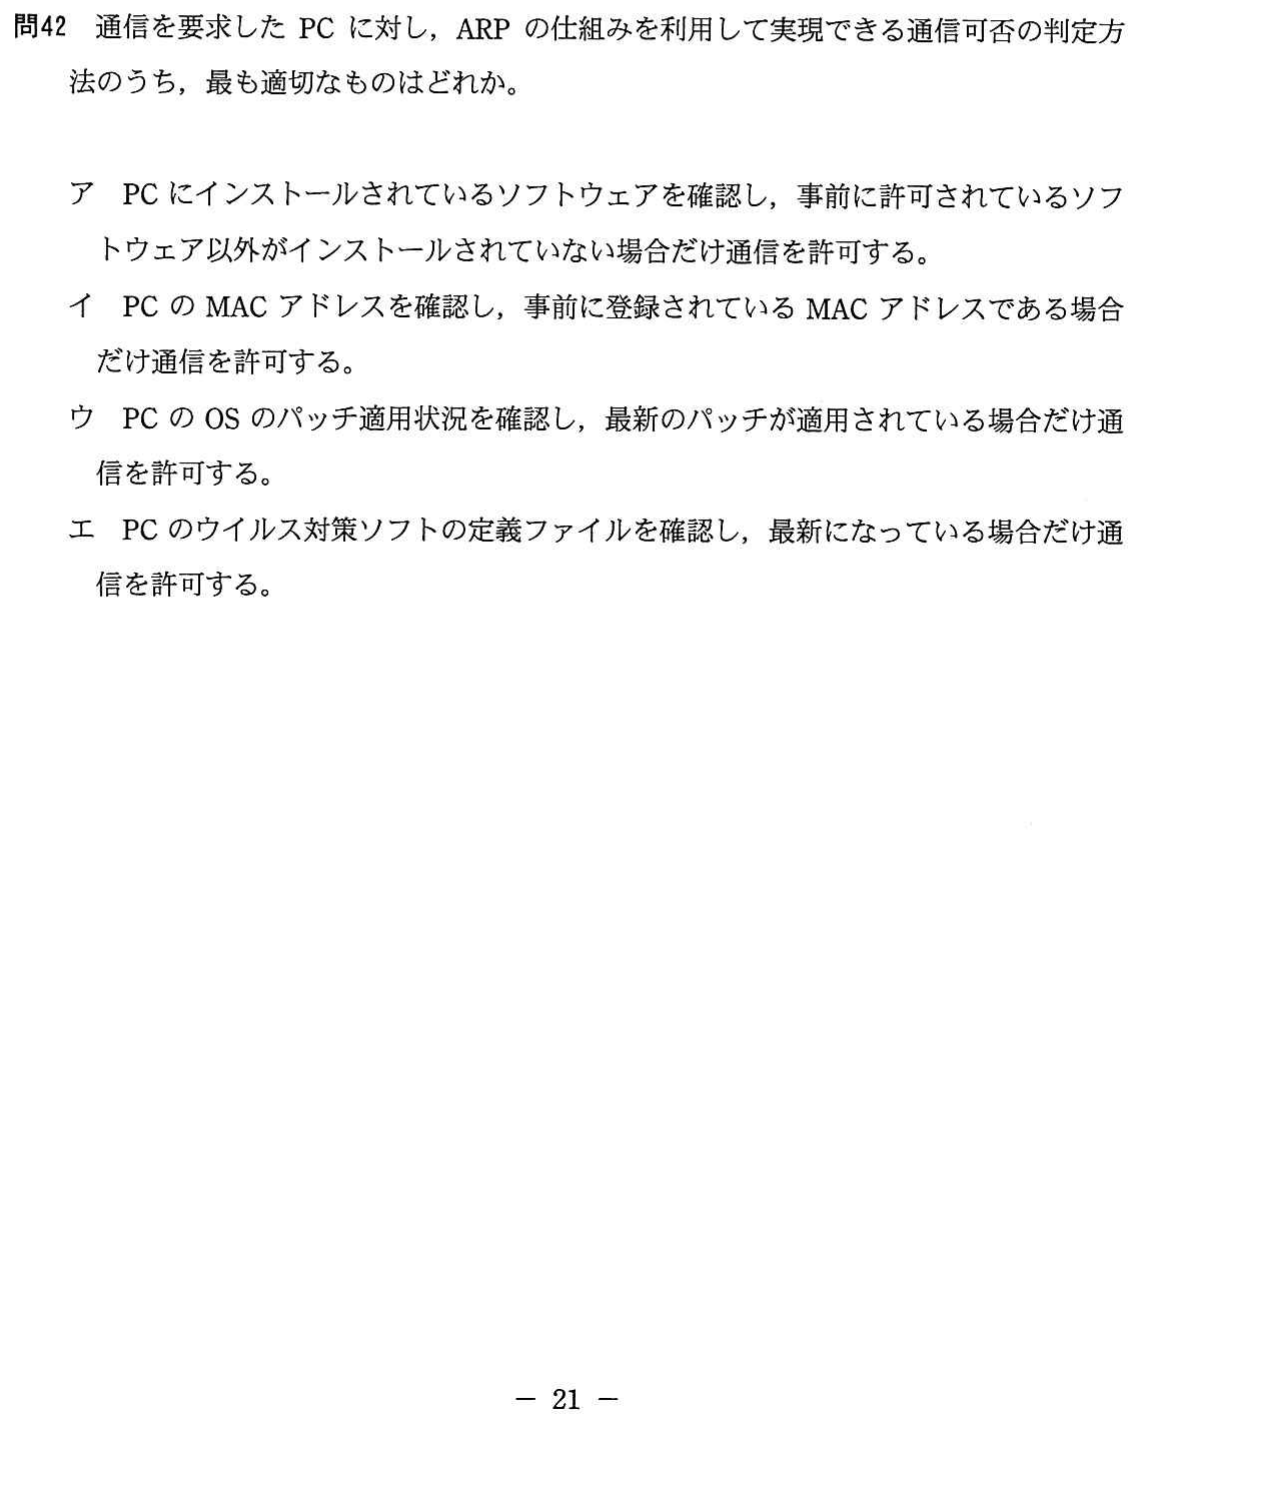 問42 通信を要求した PC に対し，ARP の仕組みを利用して実現できる通信可否の判定方
法のうち，最も適切なものはどれか。
ア PC にインストールされているソフトウェアを確認し，事前に許可されているソフ
トウェア以外がインストールされていない場合だけ通信を許可する。
イ PC の MAC アドレスを確認し，事前に登録されている MAC アドレスである場合
だけ通信を許可する。
ウ PC の OS のパッチ適用状況を確認し，最新のパッチが適用されている場合だけ通
信を許可する。
エ PC のウイルス対策ソフトの定義ファイルを確認し，最新になっている場合だけ通
信を許可する。
－ 21 －